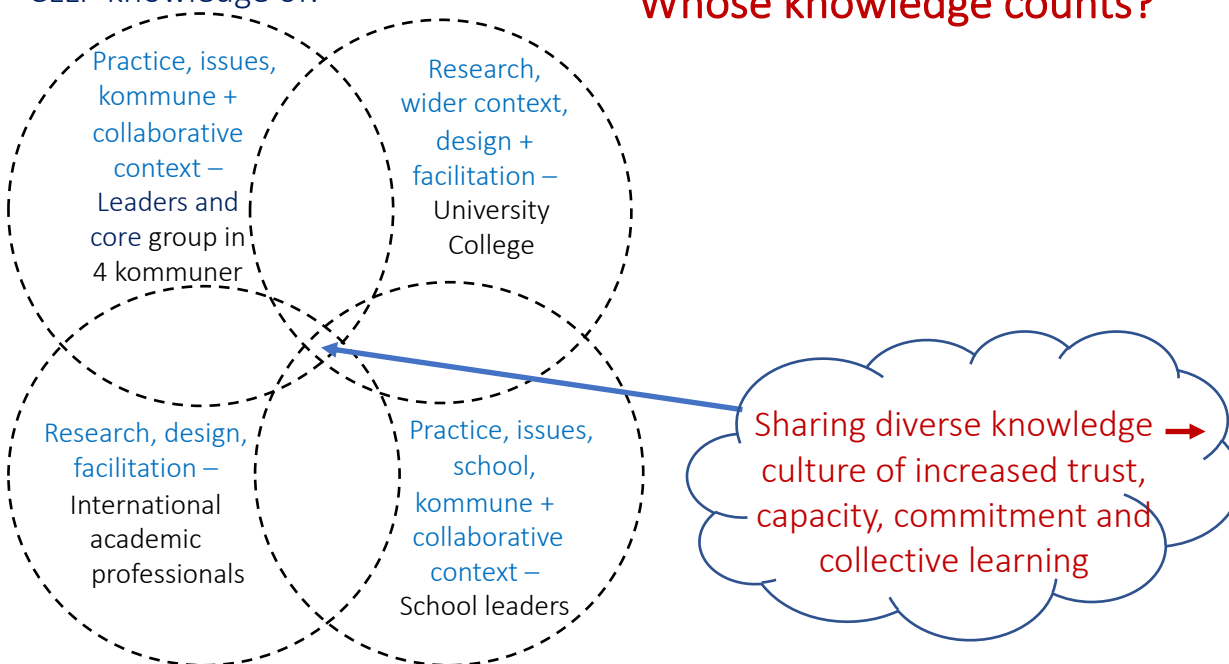 knowledge of:
Whose knowledge counts?
Practice, issues,
kommune +
collaborative
context –
Leaders and
core group in
4 kommuner
Research,
wider context,
design +
facilitation –
University
College
Research, design,
facilitation –
International
academic
professionals
Practice, issues,
school,
kommune +
collaborative
context –
School leaders
Sharing diverse knowledge →
culture of increased trust,
capacity, commitment and
collective learning